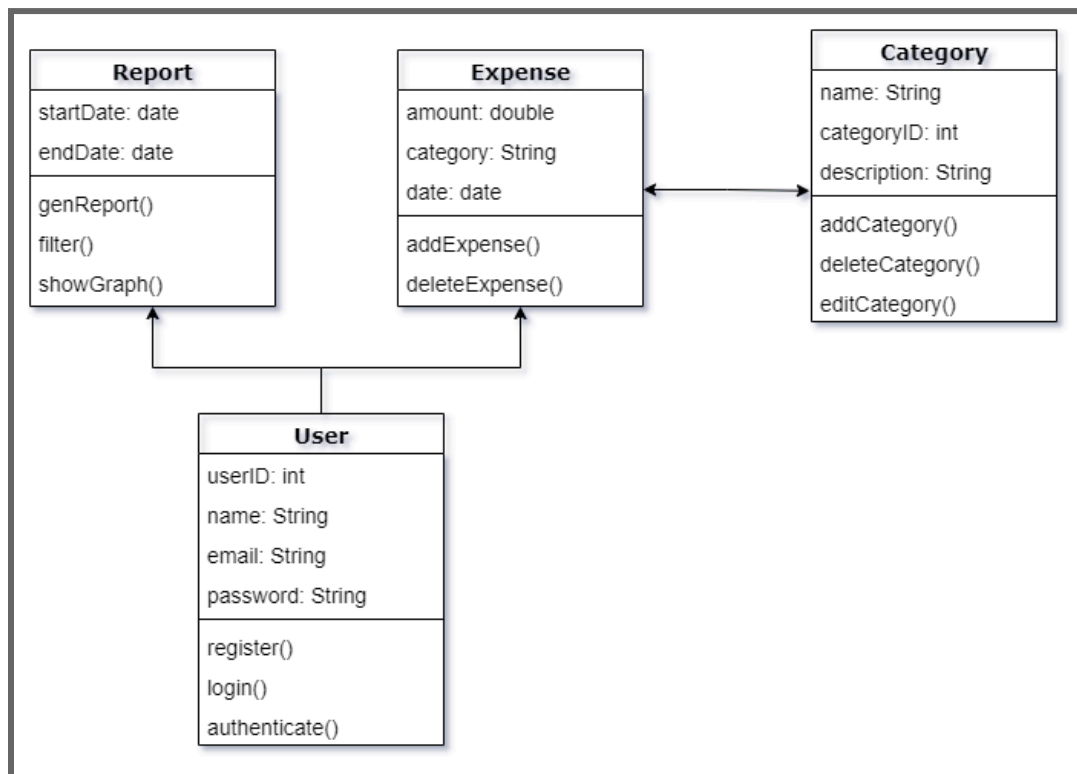 Report
startDate: date
endDate: date
genReport()
filter()
showGraph()
Expense
amount: double
category: String
date: date
addExpense()
deleteExpense()
Category
name: String
categoryID: int
description: String
addCategory()
deleteCategory()
editCategory()
User
userID: int
name: String
email: String
password: String
register()
login()
authenticate()